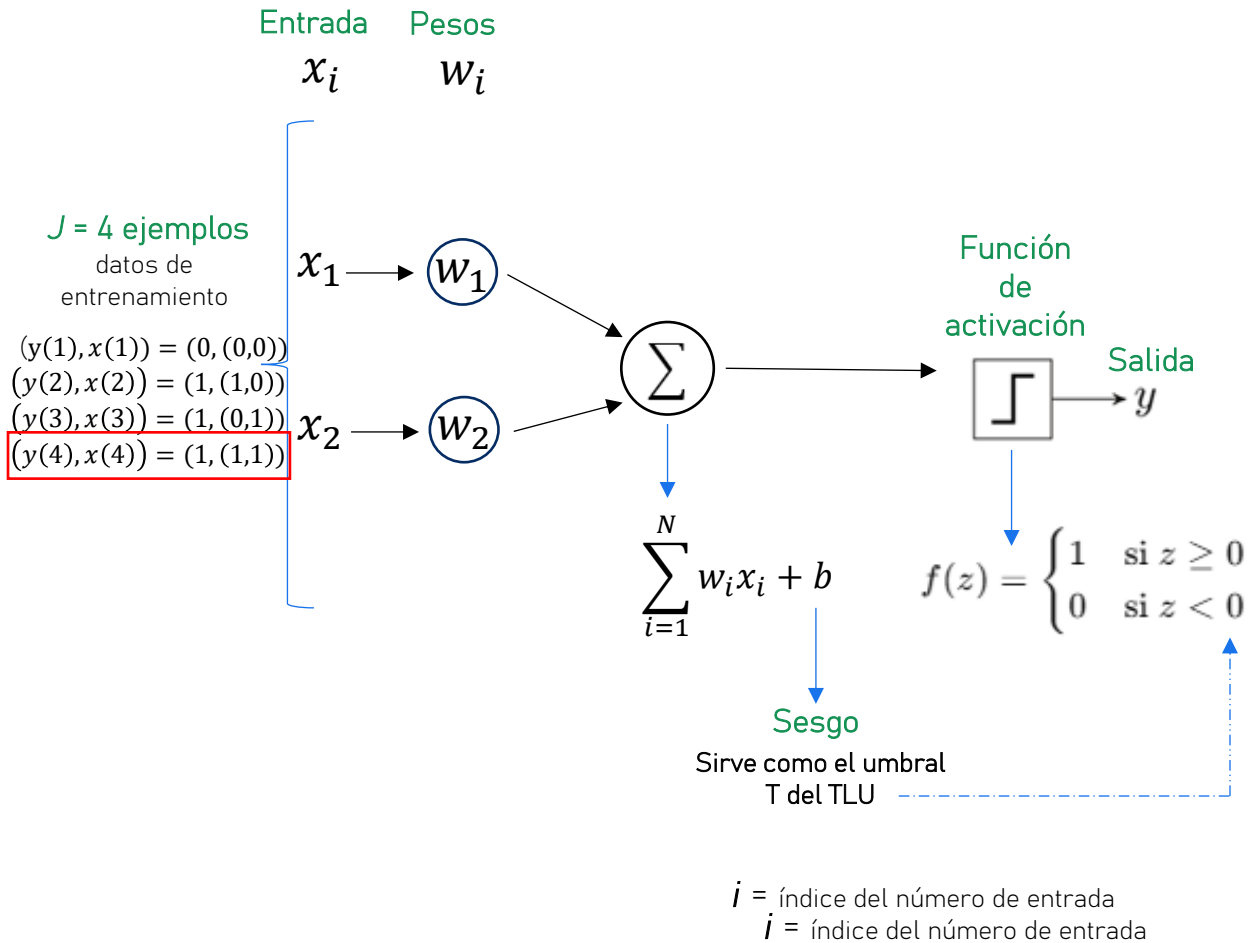 Entrada Pesos
x_i w_i
J = 4 ejemplos
datos de
entrenamiento
(y(1), x(1)) = (0, (0,0))
(y(2), x(2)) = (1, (1,0))
(y(3), x(3)) = (1, (0,1))
(y(4), x(4)) = (1, (1,1))
x_1 w_1
x_2 w_2
∑
∑_{i=1}^{N} w_i x_i + b
Sesgo
Sirve como el umbral
T del TLU
Función
de
activación
Salida
y
f(z) = { 1 si z ≥ 0
0 si z < 0
i = índice del número de entrada
i = índice del número de entrada